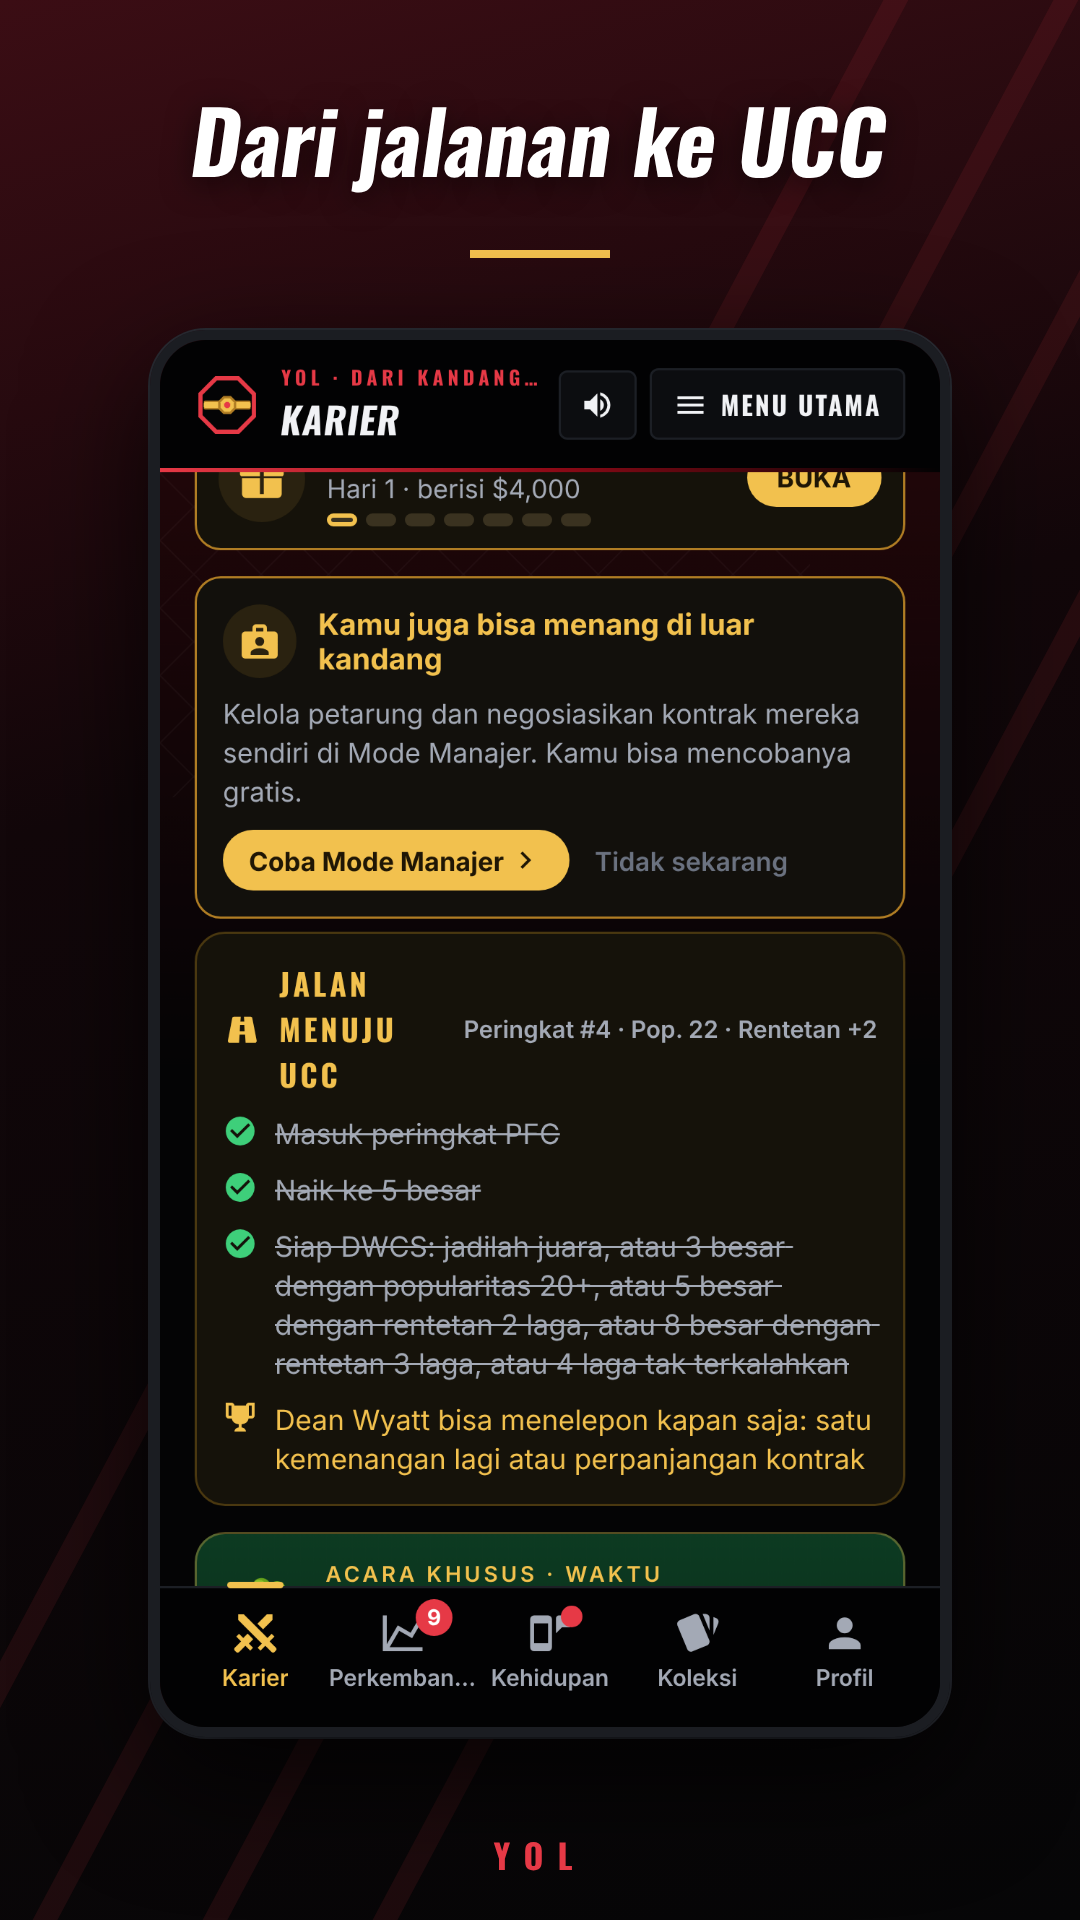 Dari jalanan ke UCC
YOL · DARI KANDANG…
KARIER
MENU UTAMA
Hari 1 · berisi $4,000
BUKA
Kamu juga bisa menang di luar
kandang
Kelola petarung dan negosiasikan kontrak mereka
sendiri di Mode Manajer. Kamu bisa mencobanya
gratis.
Coba Mode Manajer
Tidak sekarang
JALAN
MENUJU
UCC
Peringkat #4 · Pop. 22 · Rentetan +2
Masuk peringkat PFC
Naik ke 5 besar
Siap DWCS: jadilah juara, atau 3 besar
dengan popularitas 20+, atau 5 besar
dengan rentetan 2 laga, atau 8 besar dengan
rentetan 3 laga, atau 4 laga tak terkalahkan
Dean Wyatt bisa menelepon kapan saja: satu
kemenangan lagi atau perpanjangan kontrak
ACARA KHUSUS · WAKTU
9
Karier
Perkemban…
Kehidupan
Koleksi
Profil
YOL